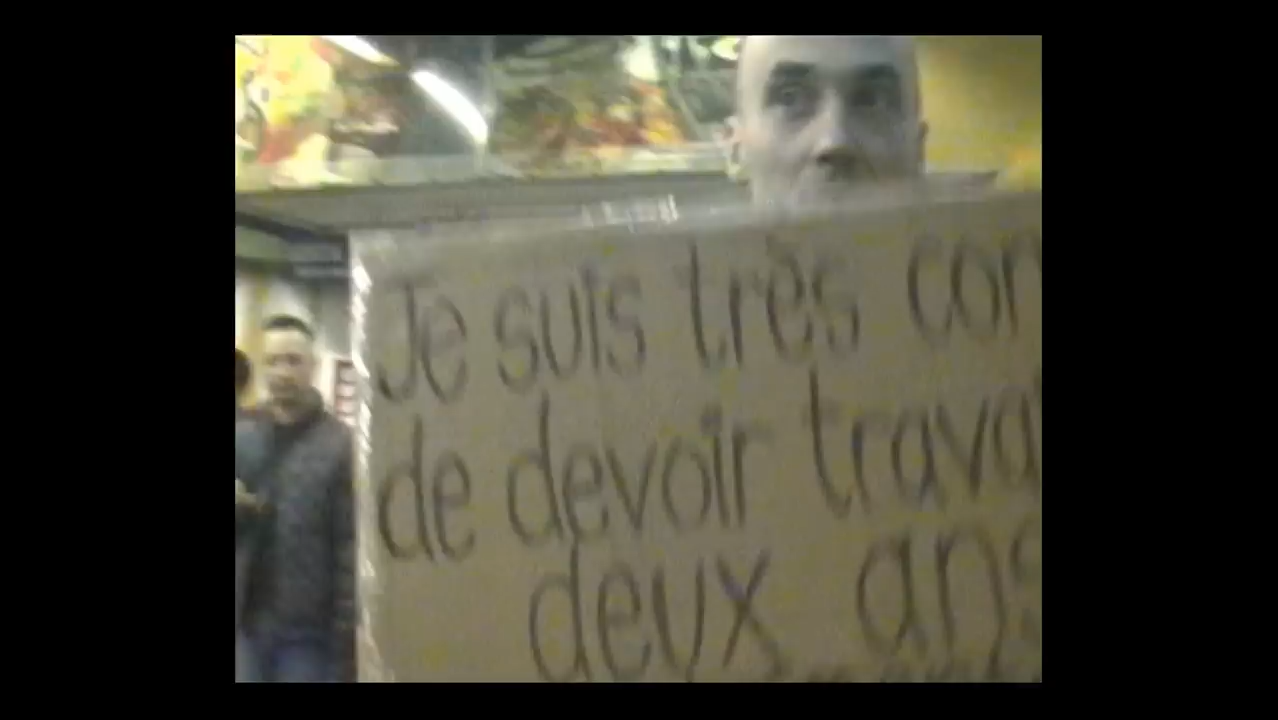 Je suis très con
de devoir trava
deux ans